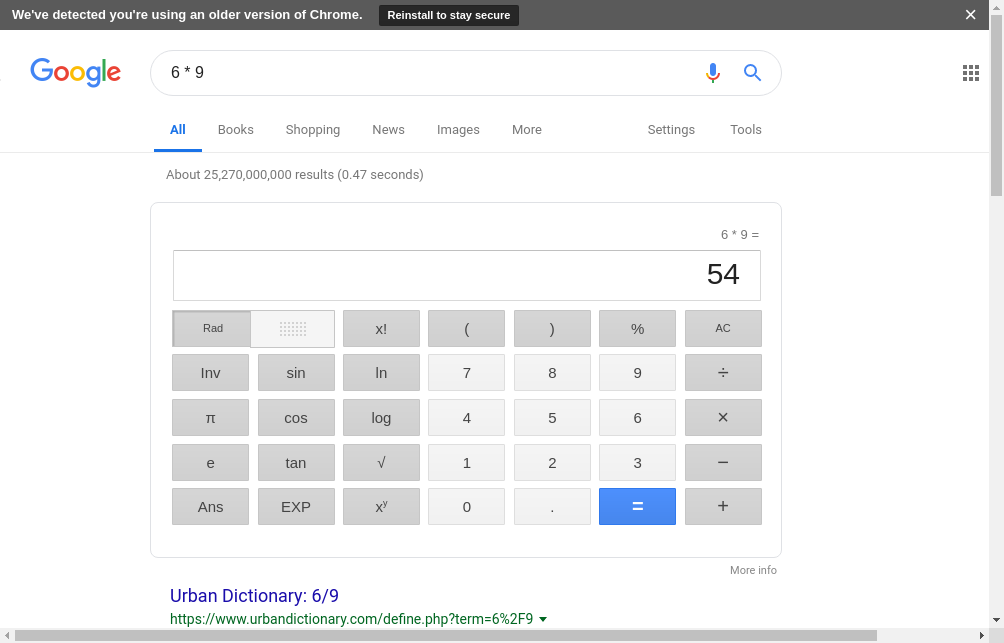 We've detected you're using an older version of Chrome. Reinstall to stay secure ✕
Google 6 * 9
All Books Shopping News Images More Settings Tools
About 25,270,000,000 results (0.47 seconds)
6 * 9 =
54
Rad x! ( ) % AC
Inv sin ln 7 8 9 ÷
π cos log 4 5 6 ×
e tan √ 1 2 3 −
Ans EXP xʸ 0 . = +
More info
Urban Dictionary: 6/9
https://www.urbandictionary.com/define.php?term=6%2F9